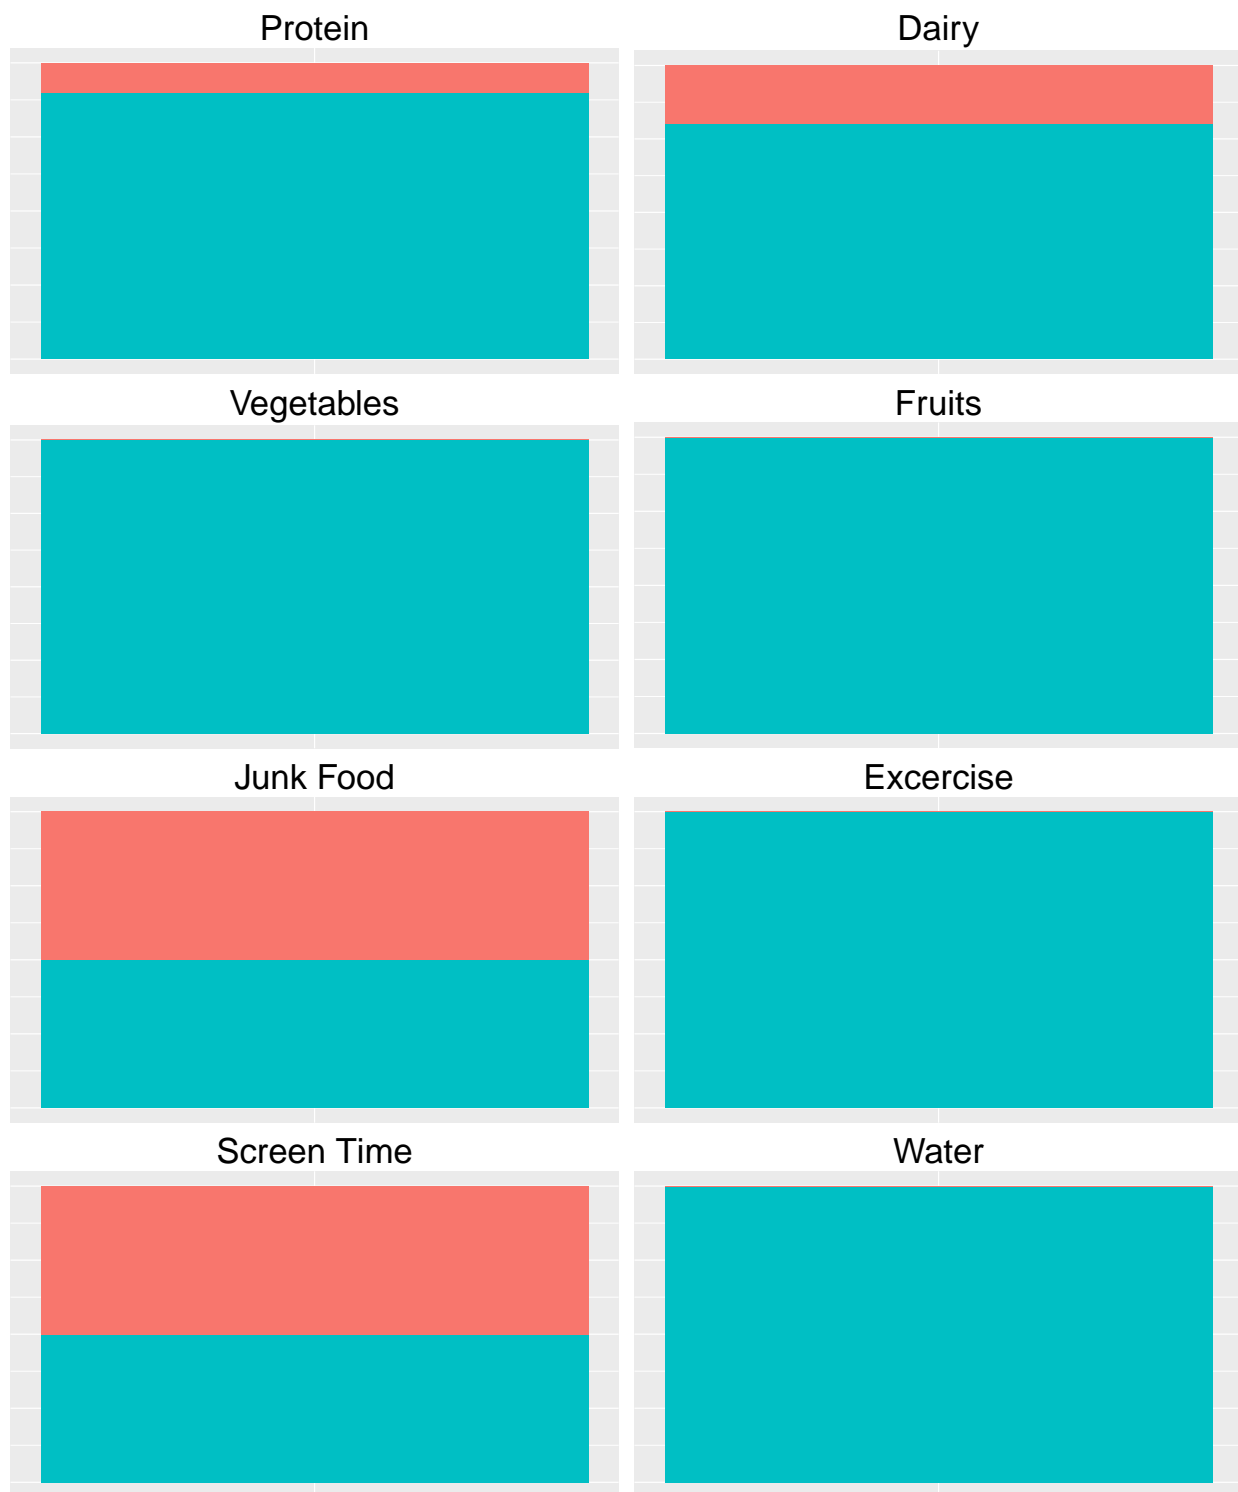 Protein
Dairy
Vegetables
Fruits
Junk Food
Excercise
Screen Time
Water